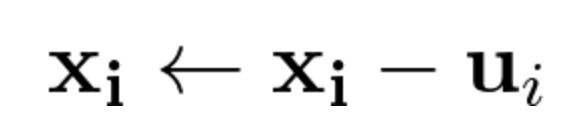 𝐱𝐢 ← 𝐱𝐢 − 𝐮ᵢ